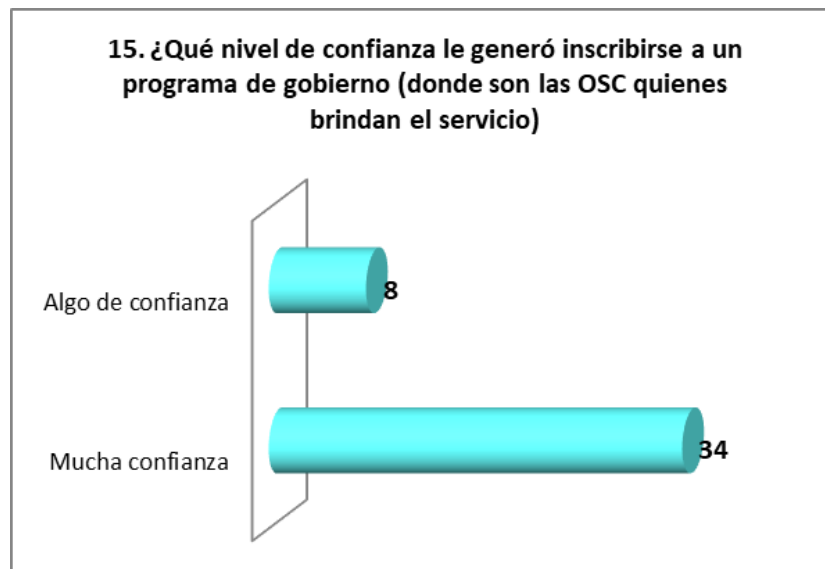 15. ¿Qué nivel de confianza le generó inscribirse a un
programa de gobierno (donde son las OSC quienes
brindan el servicio)
Algo de confianza
8
Mucha confianza
34